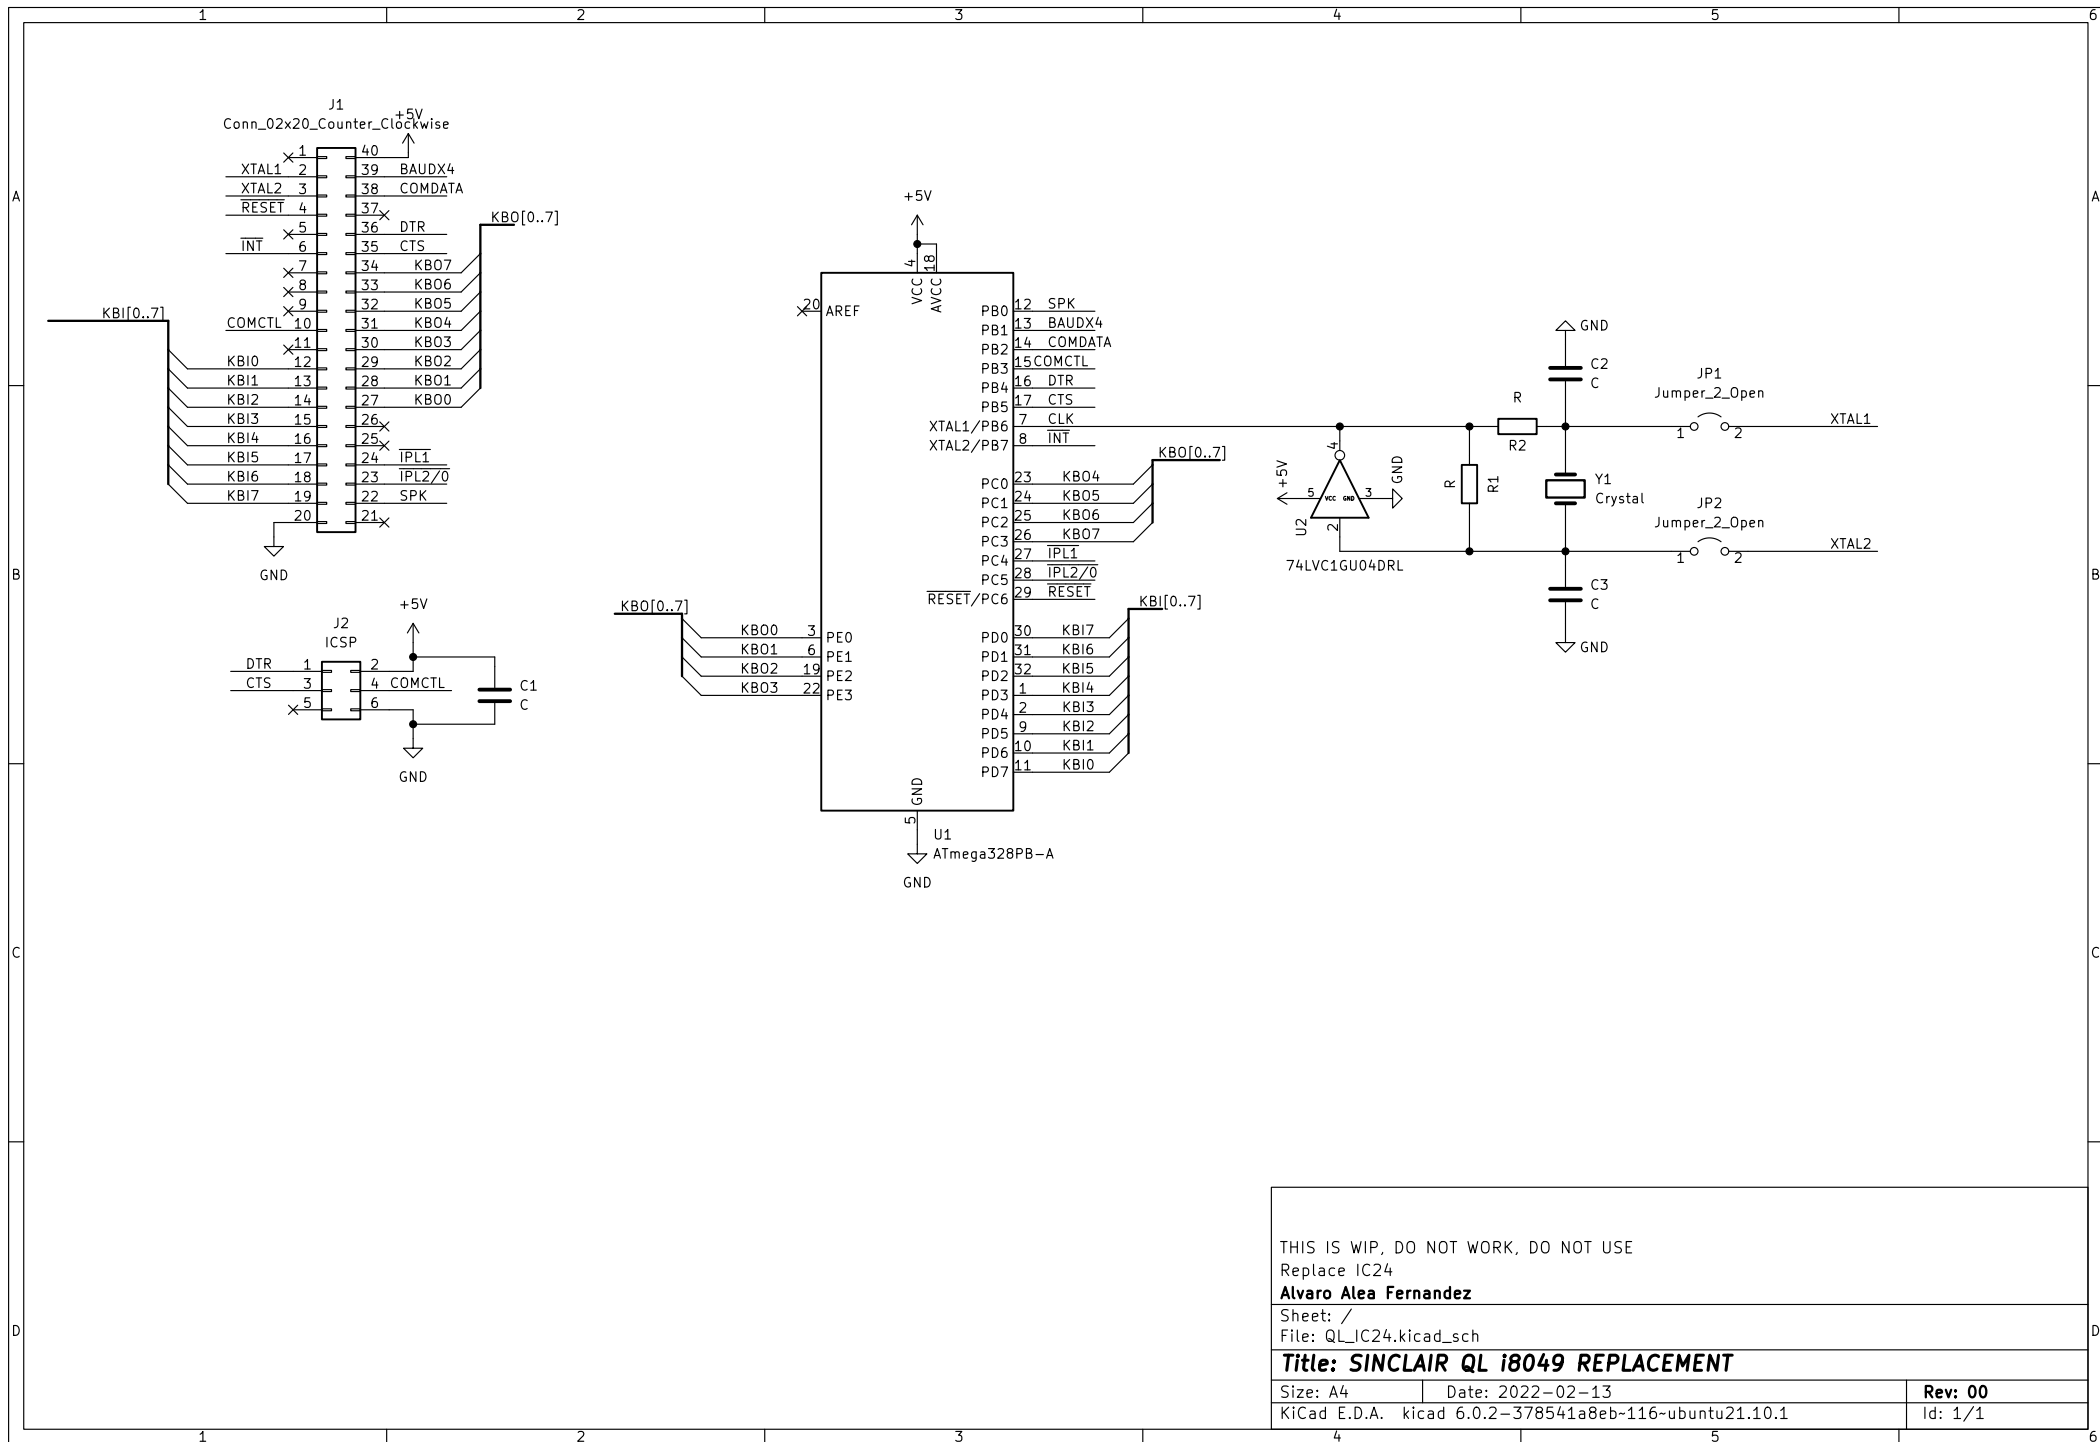 1 2 3 4 5 6
A
B
C
D
J1
Conn_02x20_Counter_Clockwise
+5V
1 40
XTAL1 2 39 BAUDX4
XTAL2 3 38 COMDATA
RESET 4 37
5 36 DTR
INT 6 35 CTS
7 34 KBO7
8 33 KBO6
9 32 KBO5
COMCTL 10 31 KBO4
11 30 KBO3
KBI0 12 29 KBO2
KBI1 13 28 KBO1
KBI2 14 27 KBO0
KBI3 15 26
KBI4 16 25
KBI5 17 24 IPL1
KBI6 18 23 IPL2/0
KBI7 19 22 SPK
20 21
GND
KBI[0..7]
KBO[0..7]
J2
ICSP
+5V
DTR 1 2
CTS 3 4 COMCTL
5 6
C1
C
GND
KBO[0..7]
KBO0 3 PE0
KBO1 6 PE1
KBO2 19 PE2
KBO3 22 PE3
+5V
4 VCC
18 AVCC
20 AREF
PB0 12 SPK
PB1 13 BAUDX4
PB2 14 COMDATA
PB3 15 COMCTL
PB4 16 DTR
PB5 17 CTS
XTAL1/PB6 7 CLK
XTAL2/PB7 8 INT
KBO[0..7]
PC0 23 KBO4
PC1 24 KBO5
PC2 25 KBO6
PC3 26 KBO7
PC4 27 IPL1
PC5 28 IPL2/0
RESET/PC6 29 RESET
KBI[0..7]
PD0 30 KBI7
PD1 31 KBI6
PD2 32 KBI5
PD3 1 KBI4
PD4 2 KBI3
PD5 9 KBI2
PD6 10 KBI1
PD7 11 KBI0
GND
5
U1
ATmega328PB-A
GND
+5V
5 VCC GND 3
GND
4
2
U2
74LVC1GU04DRL
R
R1
R
R2
GND
C2
C
Y1
Crystal
C3
C
GND
JP1
Jumper_2_Open
1 2
XTAL1
JP2
Jumper_2_Open
1 2
XTAL2
THIS IS WIP, DO NOT WORK, DO NOT USE
Replace IC24
Alvaro Alea Fernandez
Sheet: /
File: QL_IC24.kicad_sch
Title: SINCLAIR QL i8049 REPLACEMENT
Size: A4 Date: 2022-02-13 Rev: 00
KiCad E.D.A. kicad 6.0.2-378541a8eb~116~ubuntu21.10.1 Id: 1/1
A
B
C
D
1 2 3 4 5 6